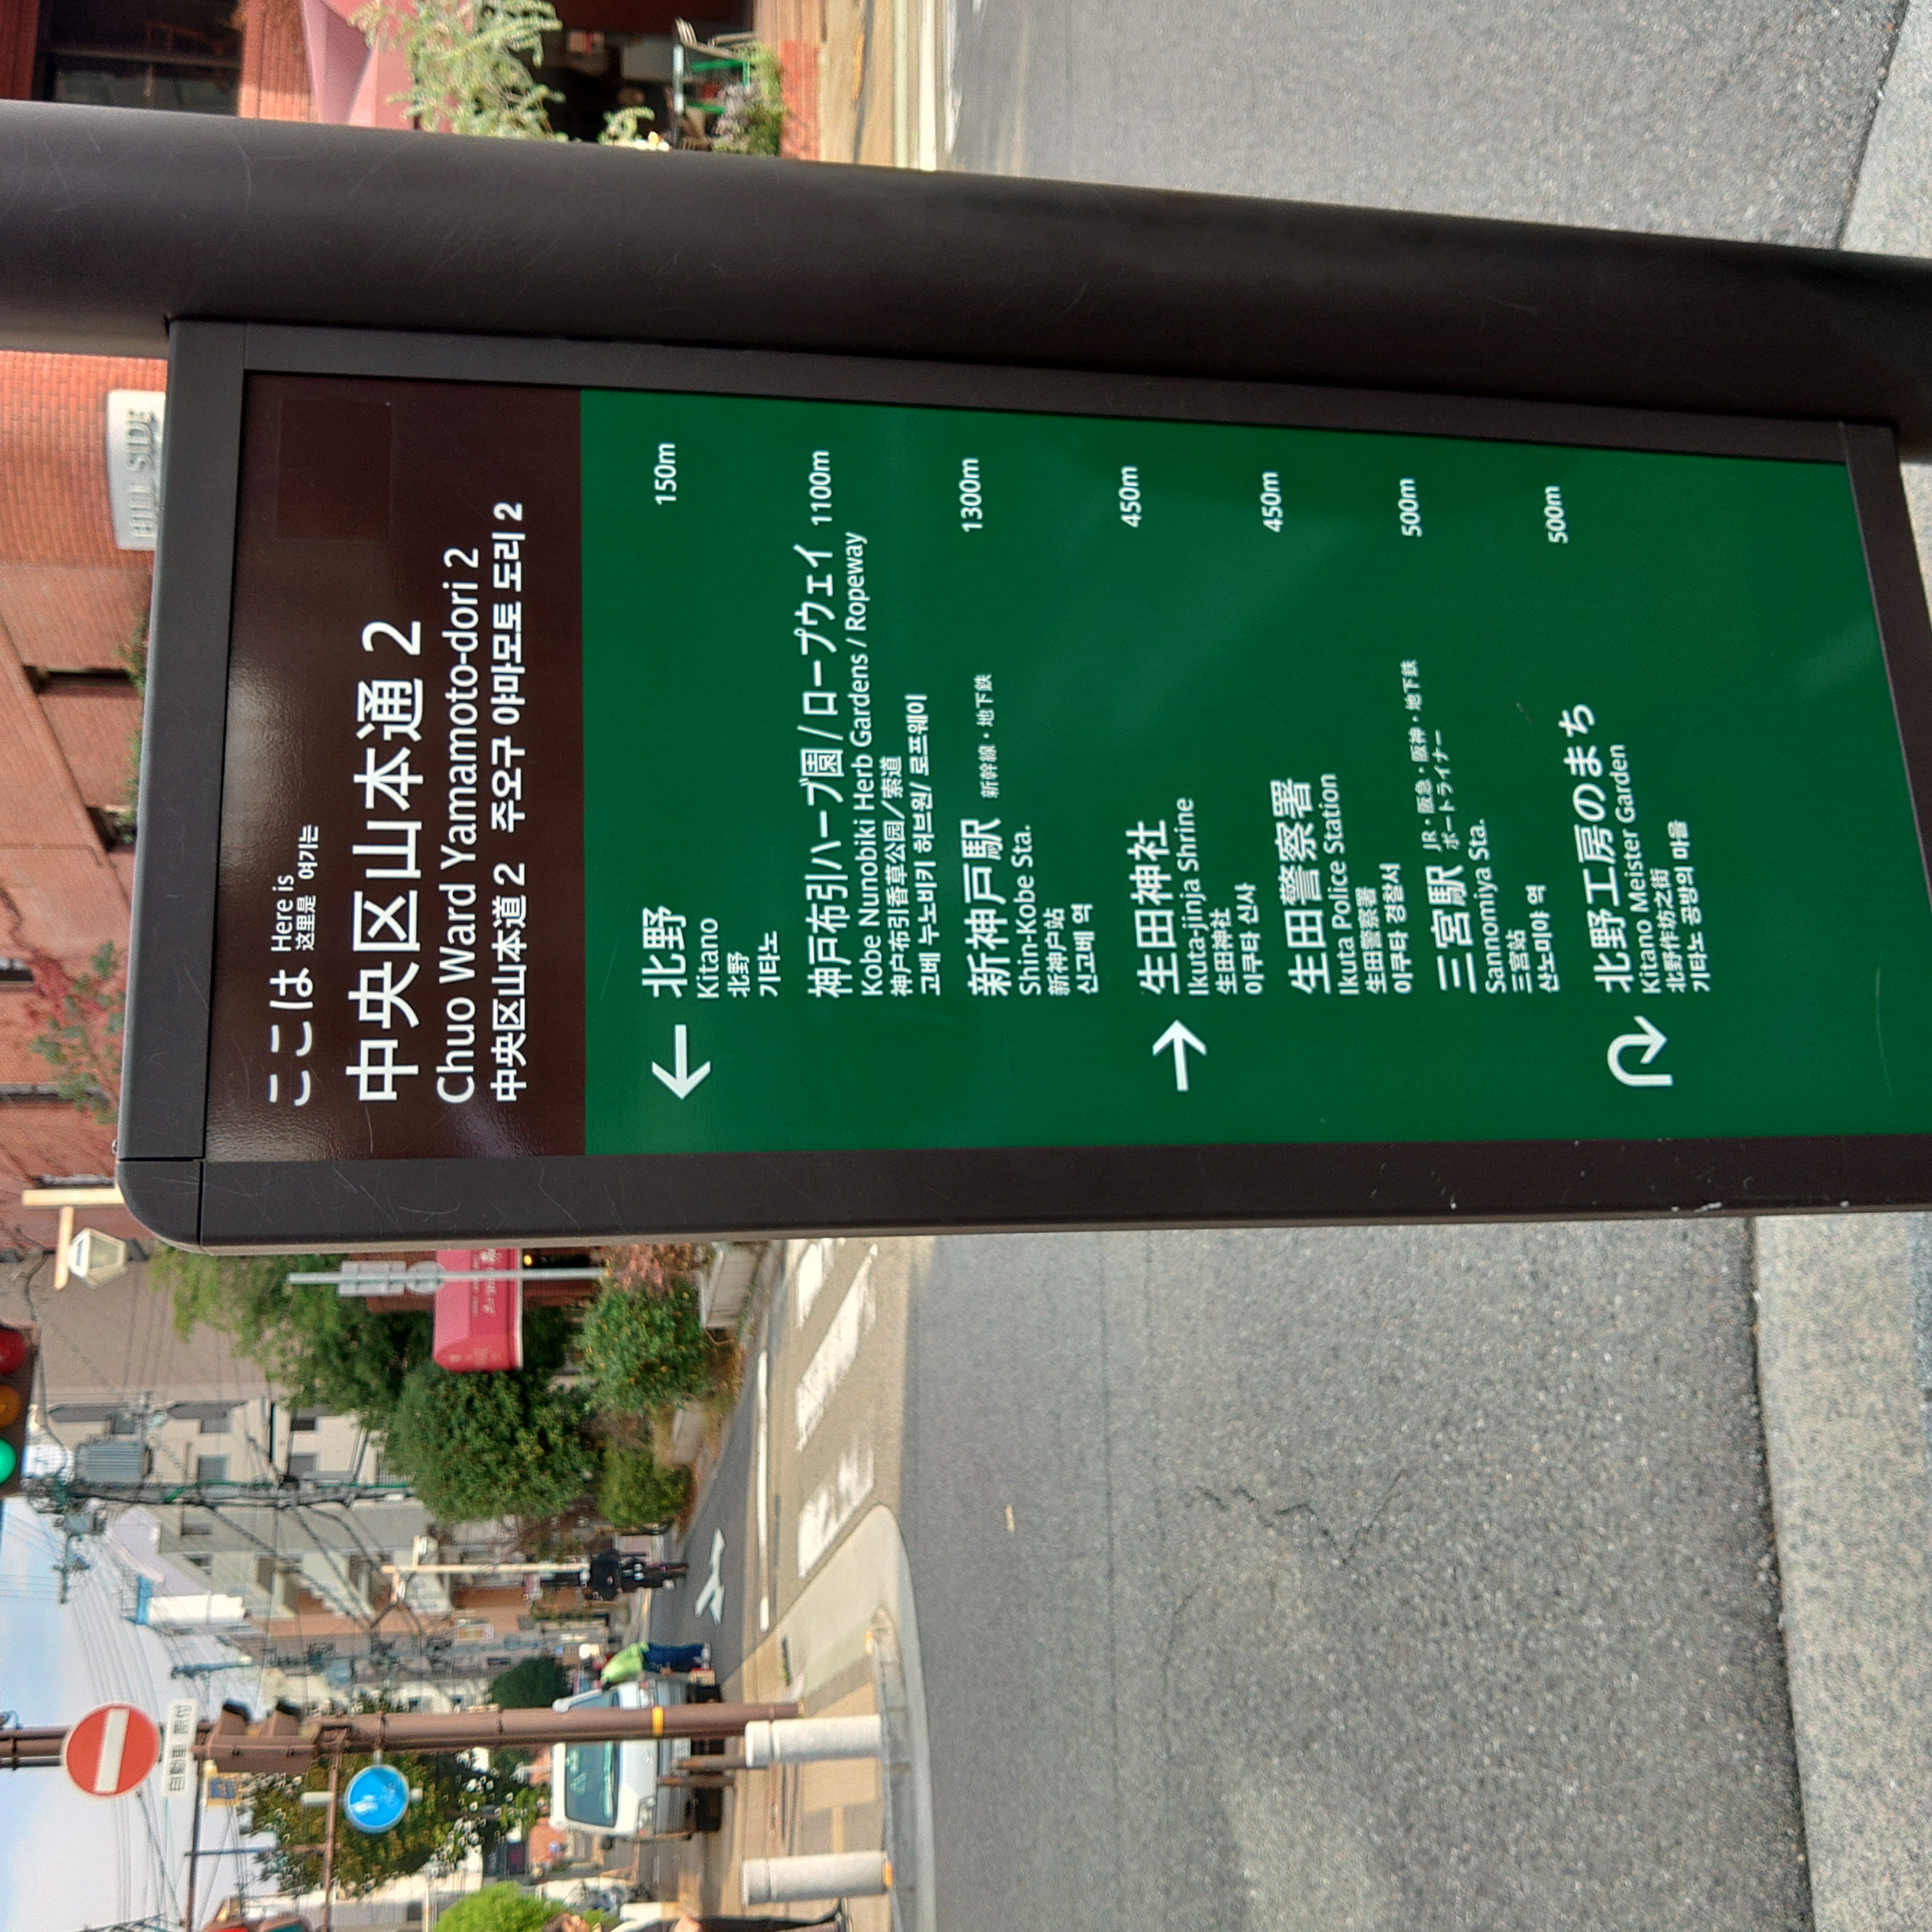 ここは Here is
这里是 여기는
中央区山本通 2
Chuo Ward Yamamoto-dori 2
中央区山本道 2 주오구 야마모토 도리 2
北野 150m
Kitano
北野
기타노
神戸布引ハーブ園/ロープウェイ 1100m
Kobe Nunobiki Herb Gardens / Ropeway
神户布引香草公园／索道
고베 누노비키 허브원/ 로프웨이
新神戸駅 新幹線・地下鉄 1300m
Shin-Kobe Sta.
新神户站
신고베 역
生田神社 450m
Ikuta-jinja Shrine
生田神社
이쿠타 신사
生田警察署 450m
Ikuta Police Station
生田警察署
이쿠타 경찰서
三宮駅 JR・阪急・阪神・地下鉄 500m
ポートライナー
Sannomiya Sta.
三宫站
산노미야 역
北野工房のまち 500m
Kitano Meister Garden
北野作坊之街
기타노 공방의 마을
HILL SIDE
自動車 原付